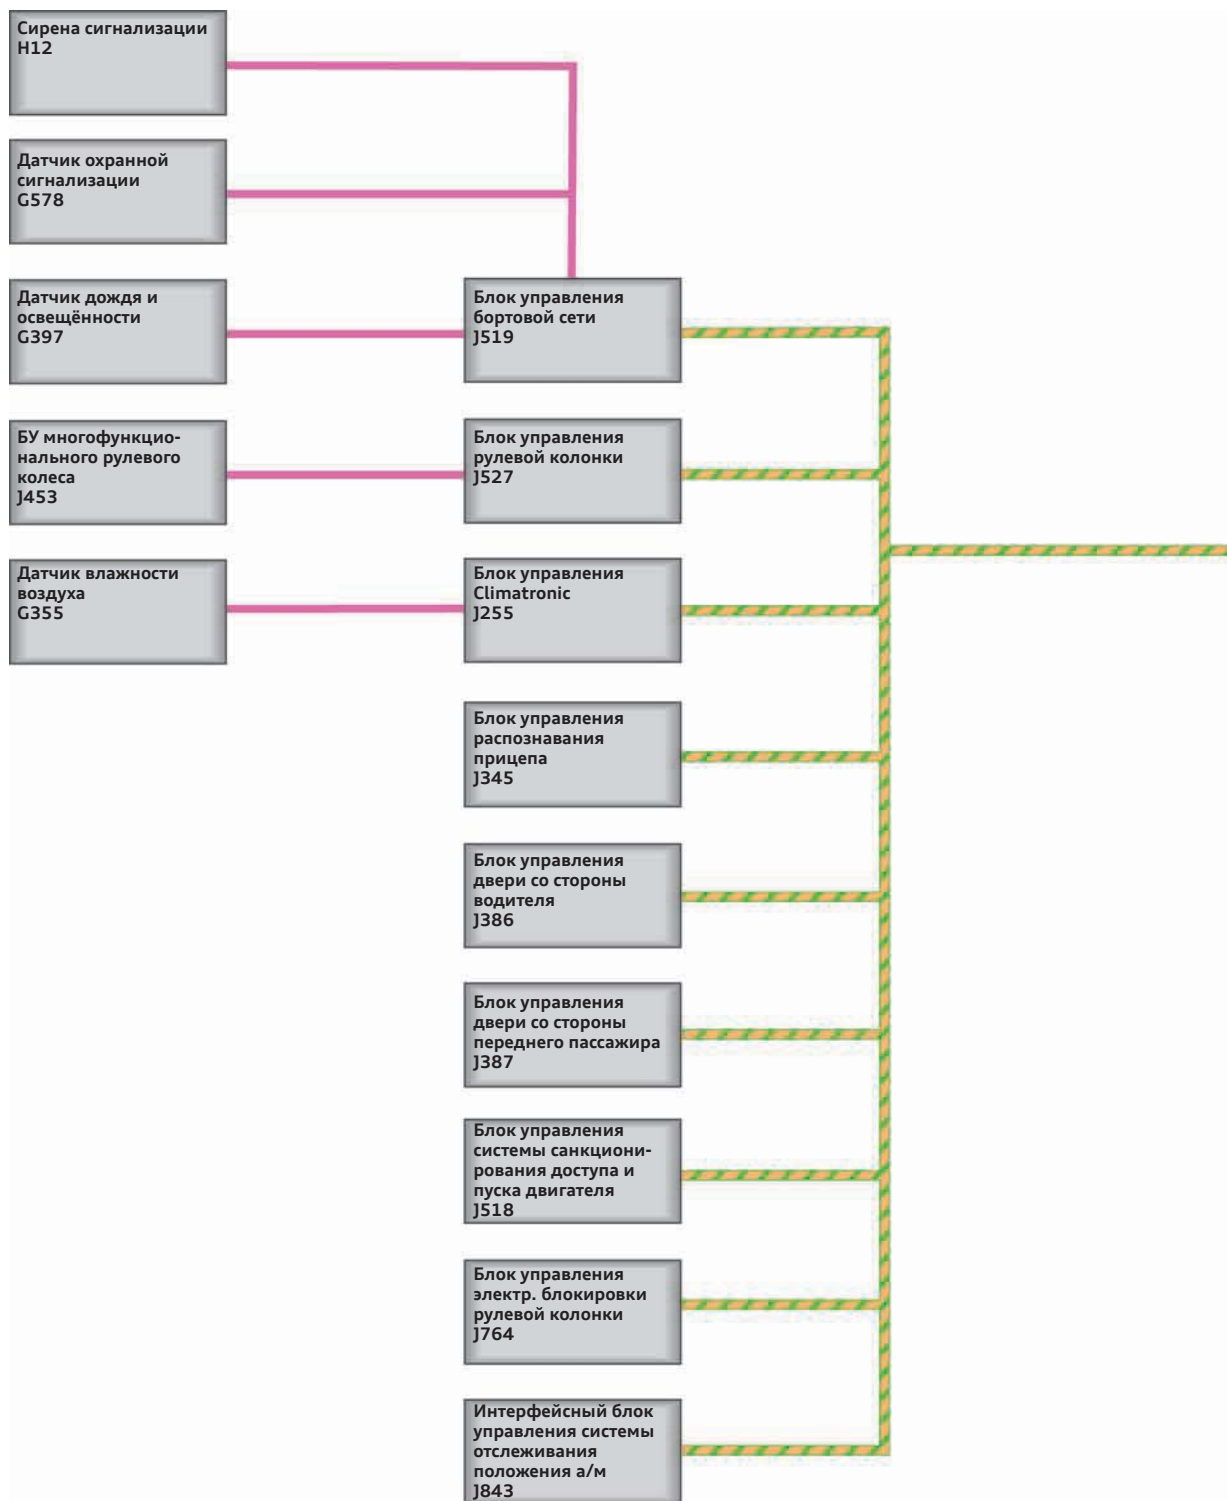 Сирена сигнализации
H12
Датчик охранной
сигнализации
G578
Датчик дождя и
освещённости
G397
БУ многофункцио-
нального рулевого
колеса
J453
Датчик влажности
воздуха
G355
Блок управления
бортовой сети
J519
Блок управления
рулевой колонки
J527
Блок управления
Climatronic
J255
Блок управления
распознавания
прицепа
J345
Блок управления
двери со стороны
водителя
J386
Блок управления
двери со стороны
переднего пассажира
J387
Блок управления
системы санкциони-
рования доступа и
пуска двигателя
J518
Блок управления
электр. блокировки
рулевой колонки
J764
Интерфейсный блок
управления системы
отслеживания
положения а/м
J843